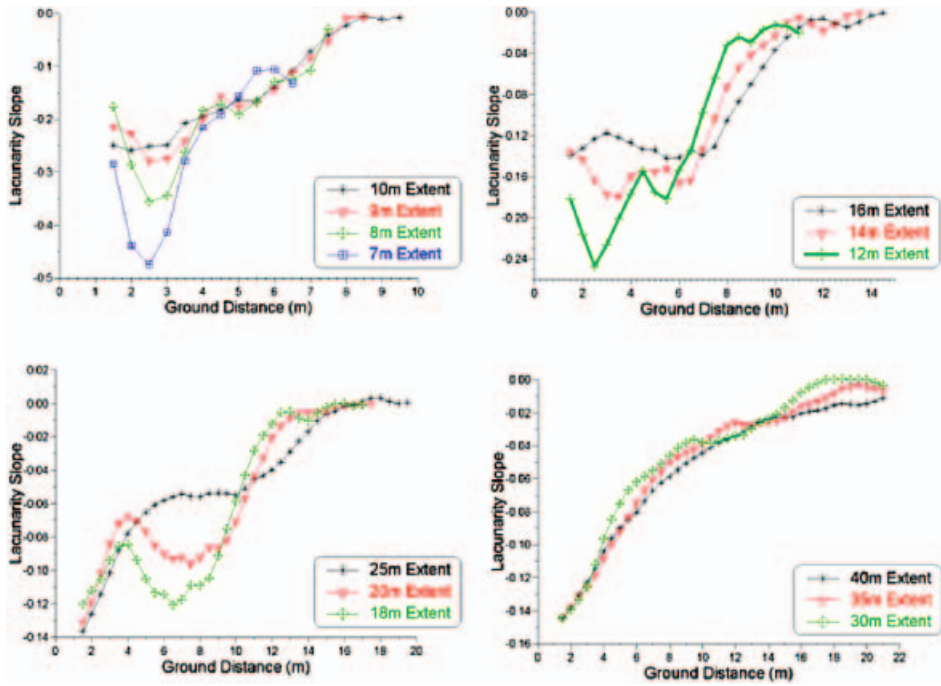 0.0
-0.1
-0.2
-0.3
-0.4
-0.5
Lacunarity Slope
10m Extent
9m Extent
8m Extent
7m Extent
0 1 2 3 4 5 6 7 8 9 10
Ground Distance (m)
0.00
-0.04
-0.08
-0.12
-0.16
-0.20
-0.24
Lacunarity Slope
16m Extent
14m Extent
12m Extent
0 2 4 6 8 10 12 14
Ground Distance (m)
0.02
0.00
-0.02
-0.04
-0.06
-0.08
-0.10
-0.12
-0.14
Lacunarity Slope
25m Extent
20m Extent
18m Extent
0 2 4 6 8 10 12 14 16 18 20
Ground Distance (m)
0.00
-0.02
-0.04
-0.06
-0.08
-0.10
-0.12
-0.14
-0.16
Lacunarity Slope
40m Extent
35m Extent
30m Extent
0 2 4 6 8 10 12 14 16 18 20 22
Ground Distance (m)